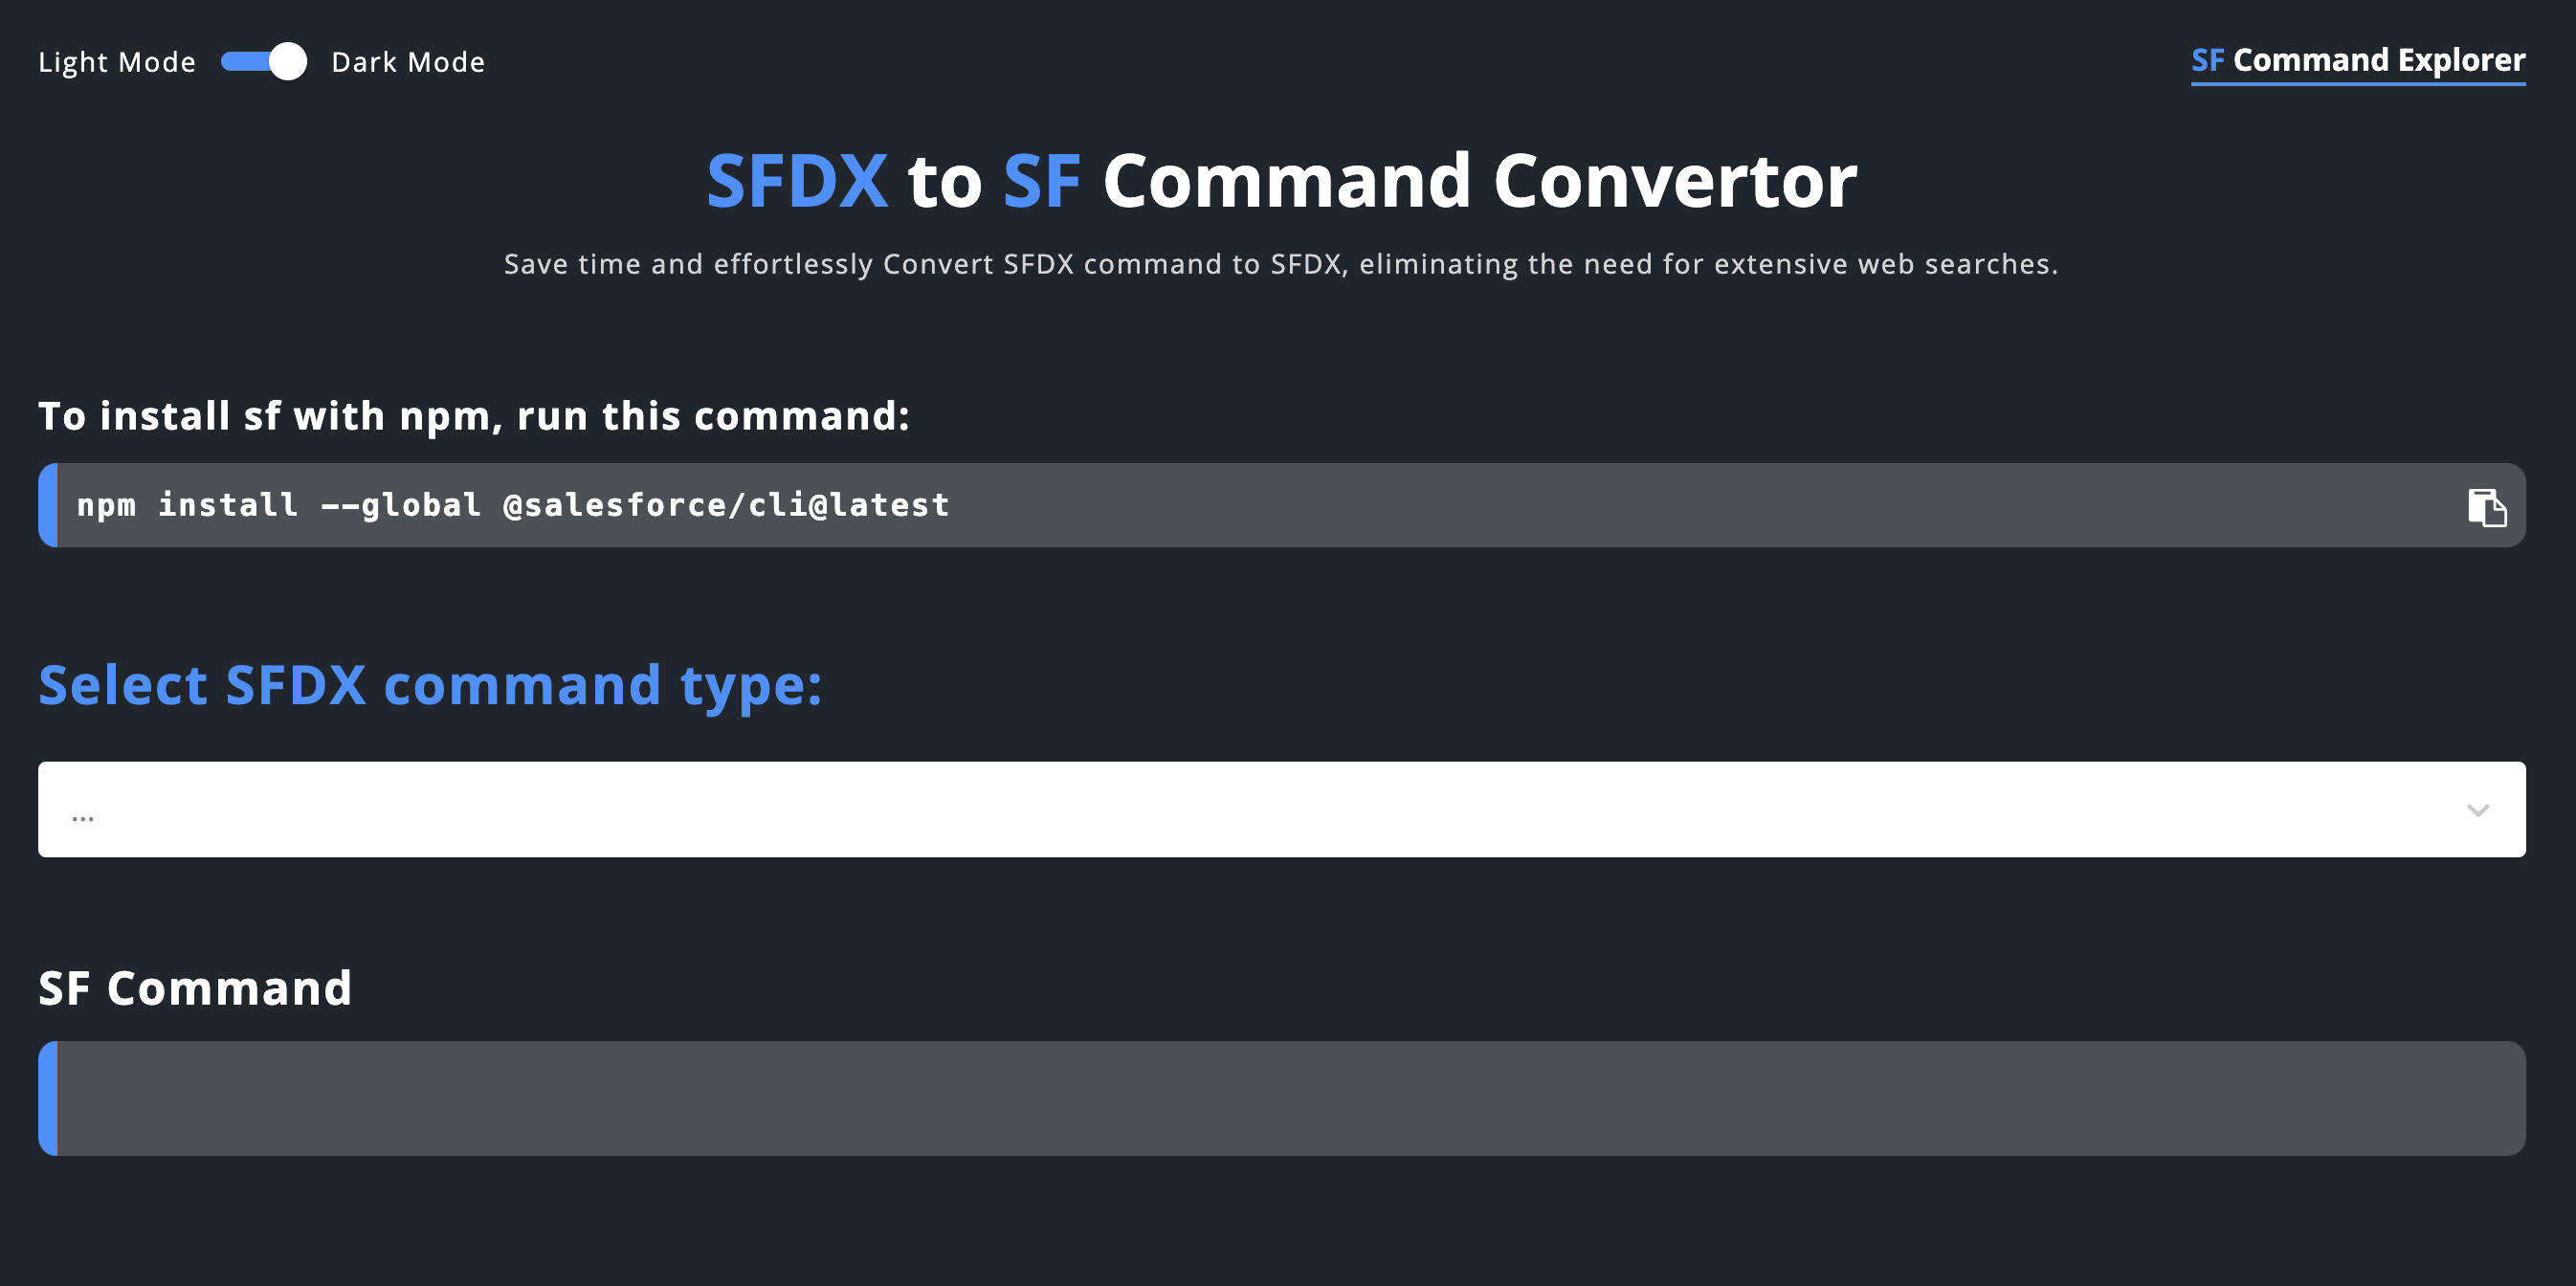 Light Mode Dark Mode
SF Command Explorer
SFDX to SF Command Convertor
Save time and effortlessly Convert SFDX command to SFDX, eliminating the need for extensive web searches.
To install sf with npm, run this command:
npm install --global @salesforce/cli@latest
Select SFDX command type:
...
SF Command